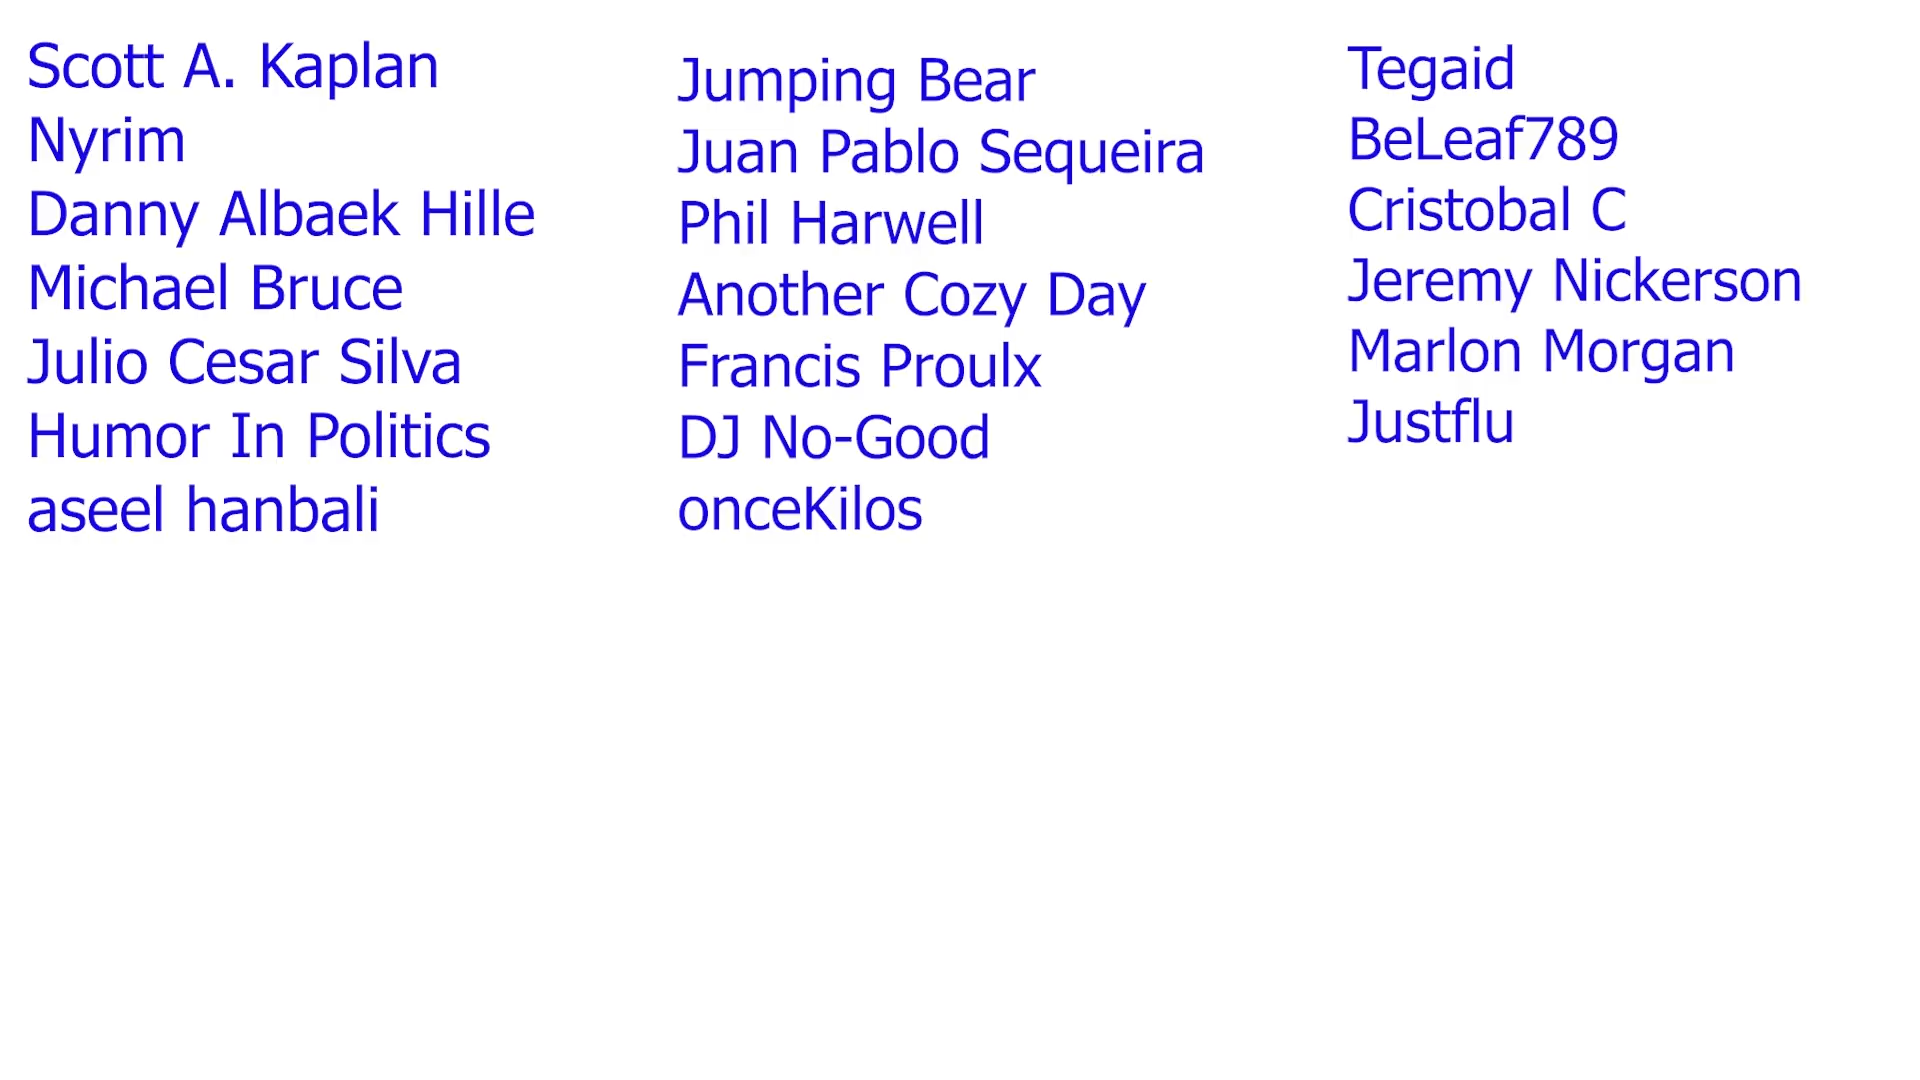 Scott A. Kaplan
Nyrim
Danny Albaek Hille
Michael Bruce
Julio Cesar Silva
Humor In Politics
aseel hanbali
Jumping Bear
Juan Pablo Sequeira
Phil Harwell
Another Cozy Day
Francis Proulx
DJ No-Good
onceKilos
Tegaid
BeLeaf789
Cristobal C
Jeremy Nickerson
Marlon Morgan
Justflu